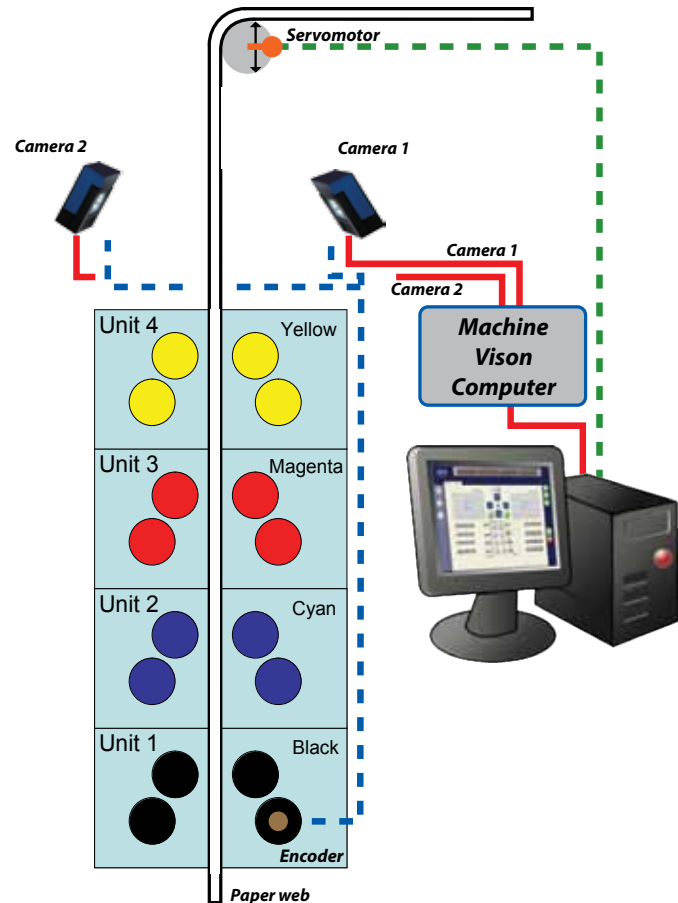 Servomotor
Camera 2
Camera 1
Camera 1
Camera 2
Machine
Vison
Computer
Unit 4
Yellow
Unit 3
Magenta
Unit 2
Cyan
Unit 1
Black
Encoder
Paper web